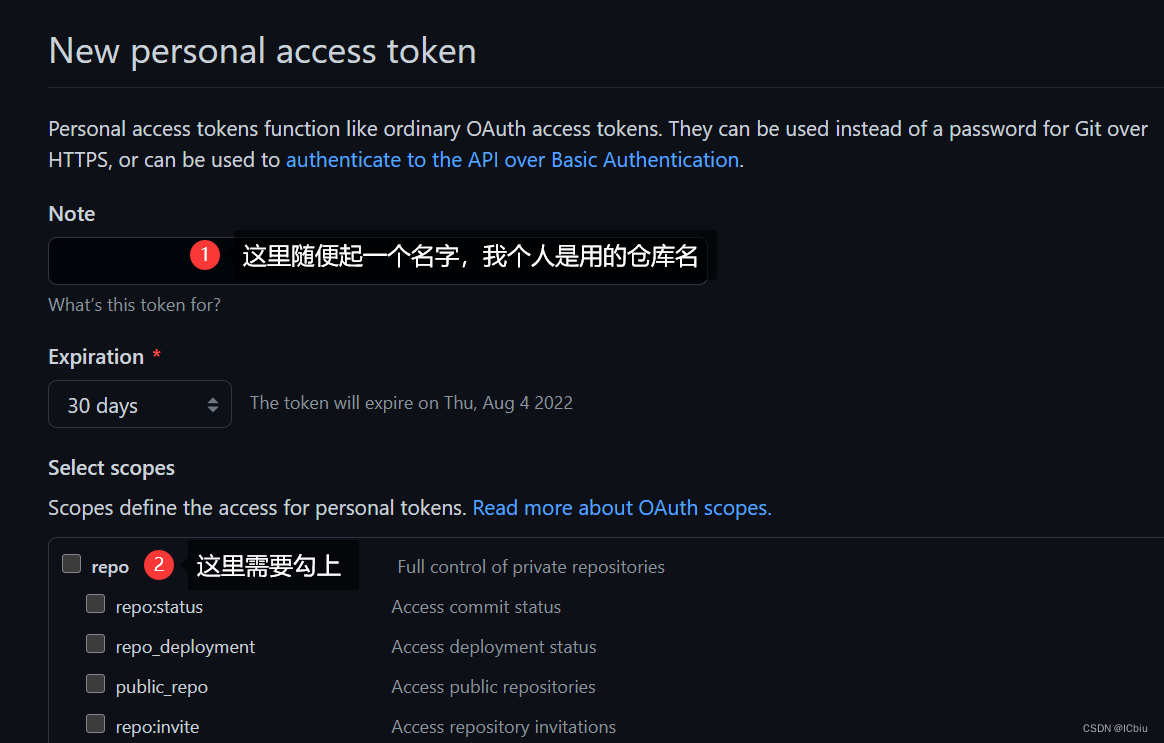 New personal access token
Personal access tokens function like ordinary OAuth access tokens. They can be used instead of a password for Git over
HTTPS, or can be used to authenticate to the API over Basic Authentication.
Note
1 这里随便起一个名字，我个人是用的仓库名
What's this token for?
Expiration *
30 days The token will expire on Thu, Aug 4 2022
Select scopes
Scopes define the access for personal tokens. Read more about OAuth scopes.
repo 2 这里需要勾上 Full control of private repositories
repo:status Access commit status
repo_deployment Access deployment status
public_repo Access public repositories
repo:invite Access repository invitations
CSDN @ICbiu